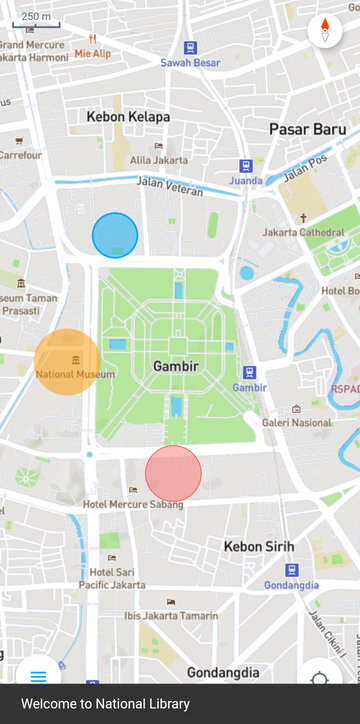 250 m
Grand Mercure
Jakarta Harmoni
Mie Alip
Sawah Besar
Kebon Kelapa
Pasar Baru
Carrefour
Alila Jakarta
Juanda
Jalan Pos
Jalan Veteran
Jakarta Cathedral
Hotel Bo
seum Taman
Prasasti
National Museum
Gambir
Gambir
RSPAD
Galeri Nasional
Hotel Mercure Sabang
Kebon Sirih
Hotel Sari
Pacific Jakarta
Gondangdia
Ibis Jakarta Tamarin
Jalan Cikini I
Gondangdia
Welcome to National Library